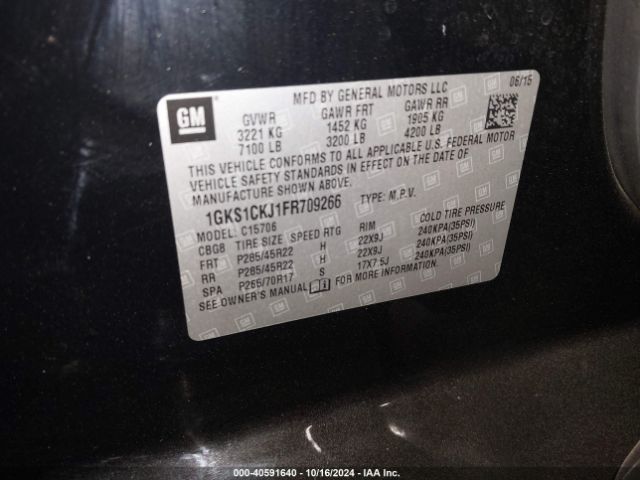 GM
MFD BY GENERAL MOTORS LLC 06/15
GVWR GAWR FRT GAWR RR
3221 KG 1452 KG 1905 KG
7100 LB 3200 LB 4200 LB
THIS VEHICLE CONFORMS TO ALL APPLICABLE U.S. FEDERAL MOTOR
VEHICLE SAFETY STANDARDS IN EFFECT ON THE DATE OF
MANUFACTURE SHOWN ABOVE.
1GKS1CKJ1FR709266 TYPE: M.P.V.
MODEL: C15706
CBG8 TIRE SIZE SPEED RTG RIM COLD TIRE PRESSURE
FRT P285/45R22 H 22X9J 240KPA(35PSI)
RR P285/45R22 H 22X9J 240KPA(35PSI)
SPA P265/70R17 S 17X7.5J 240KPA(35PSI)
SEE OWNER'S MANUAL FOR MORE INFORMATION.
000-40591640 / 10/16/2024 - IAA Inc.